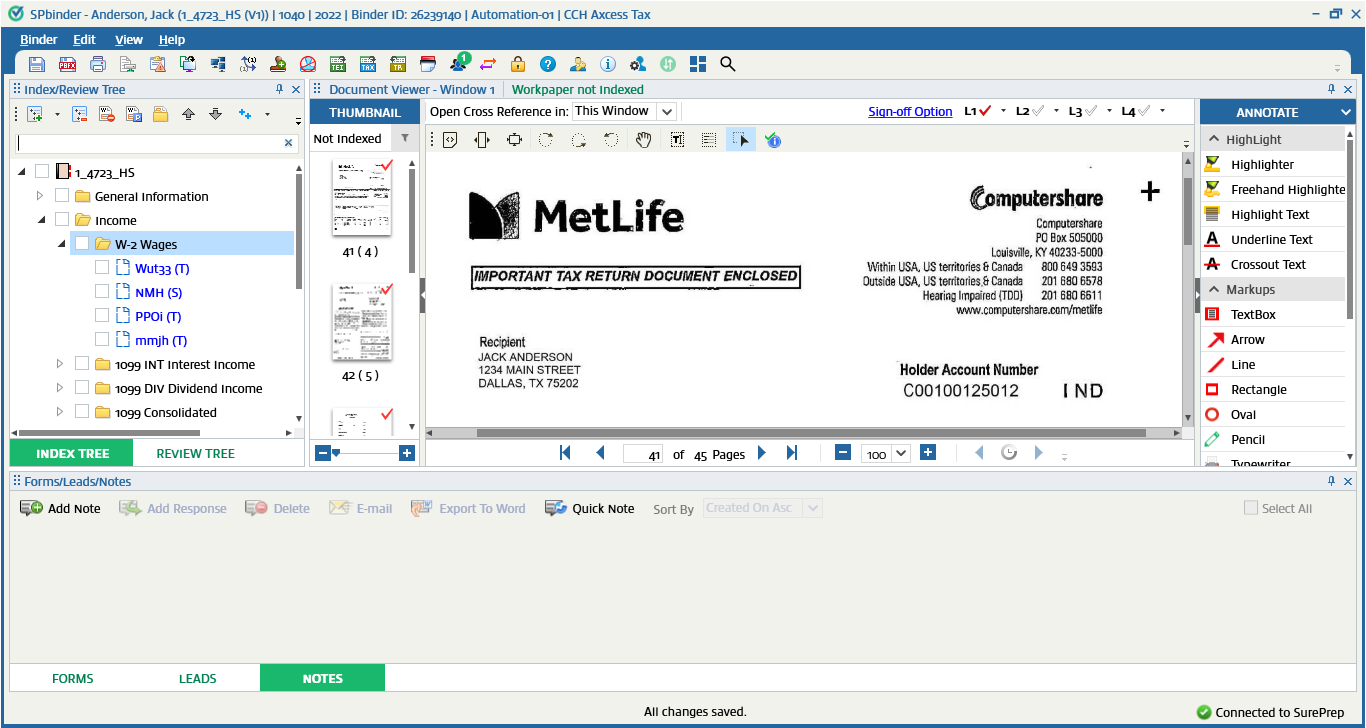 SPbinder - Anderson, Jack (1_4723_HS (V1)) | 1040 | 2022 | Binder ID: 26239140 | Automation-01 | CCH Axcess Tax
Binder Edit View Help
PBFX
TEI
TAX
TR
1
Index/Review Tree
Document Viewer - Window 1 | Workpaper not Indexed
THUMBNAIL
Open Cross Reference in: This Window
Sign-off Option L1 L2 L3 L4
ANNOTATE
Not Indexed
HighLight
Highlighter
Freehand Highlighte
Highlight Text
Underline Text
Crossout Text
Markups
TextBox
Arrow
Line
Rectangle
Oval
Pencil
Typewriter
1_4723_HS
General Information
Income
W-2 Wages
Wut33 (T)
NMH (S)
PPOi (T)
mmjh (T)
1099 INT Interest Income
1099 DIV Dividend Income
1099 Consolidated
INDEX TREE
REVIEW TREE
41 ( 4 )
42 ( 5 )
MetLife
IMPORTANT TAX RETURN DOCUMENT ENCLOSED
Recipient
JACK ANDERSON
1234 MAIN STREET
DALLAS, TX 75202
Computershare
Computershare
PO Box 505000
Louisville, KY 40233-5000
Within USA, US territories & Canada 800 649 3593
Outside USA, US territories & Canada 201 680 6578
Hearing Impaired (TDD) 201 680 6611
www.computershare.com/metlife
Holder Account Number
C00100125012 I N D
41 of 45 Pages
100
Forms/Leads/Notes
Add Note Add Response Delete E-mail Export To Word Quick Note Sort By Created On Asc Select All
FORMS LEADS NOTES
All changes saved.
Connected to SurePrep